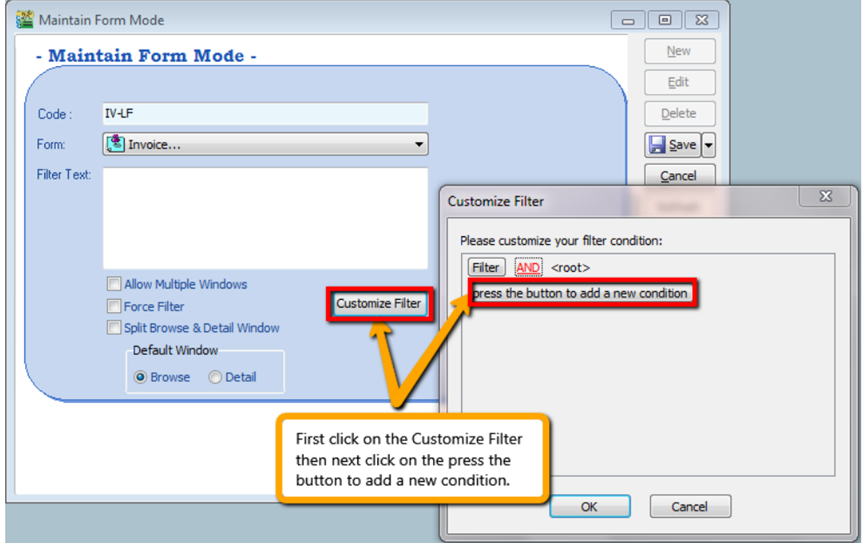 Maintain Form Mode
- Maintain Form Mode -
New
Edit
Delete
Save
Cancel
Code :
IV-LF
Form:
Invoice...
Filter Text:
Allow Multiple Windows
Force Filter
Split Browse & Detail Window
Customize Filter
Default Window
Browse
Detail
Customize Filter
Please customize your filter condition:
Filter AND <root>
press the button to add a new condition
OK
Cancel
First click on the Customize Filter
then next click on the press the
button to add a new condition.